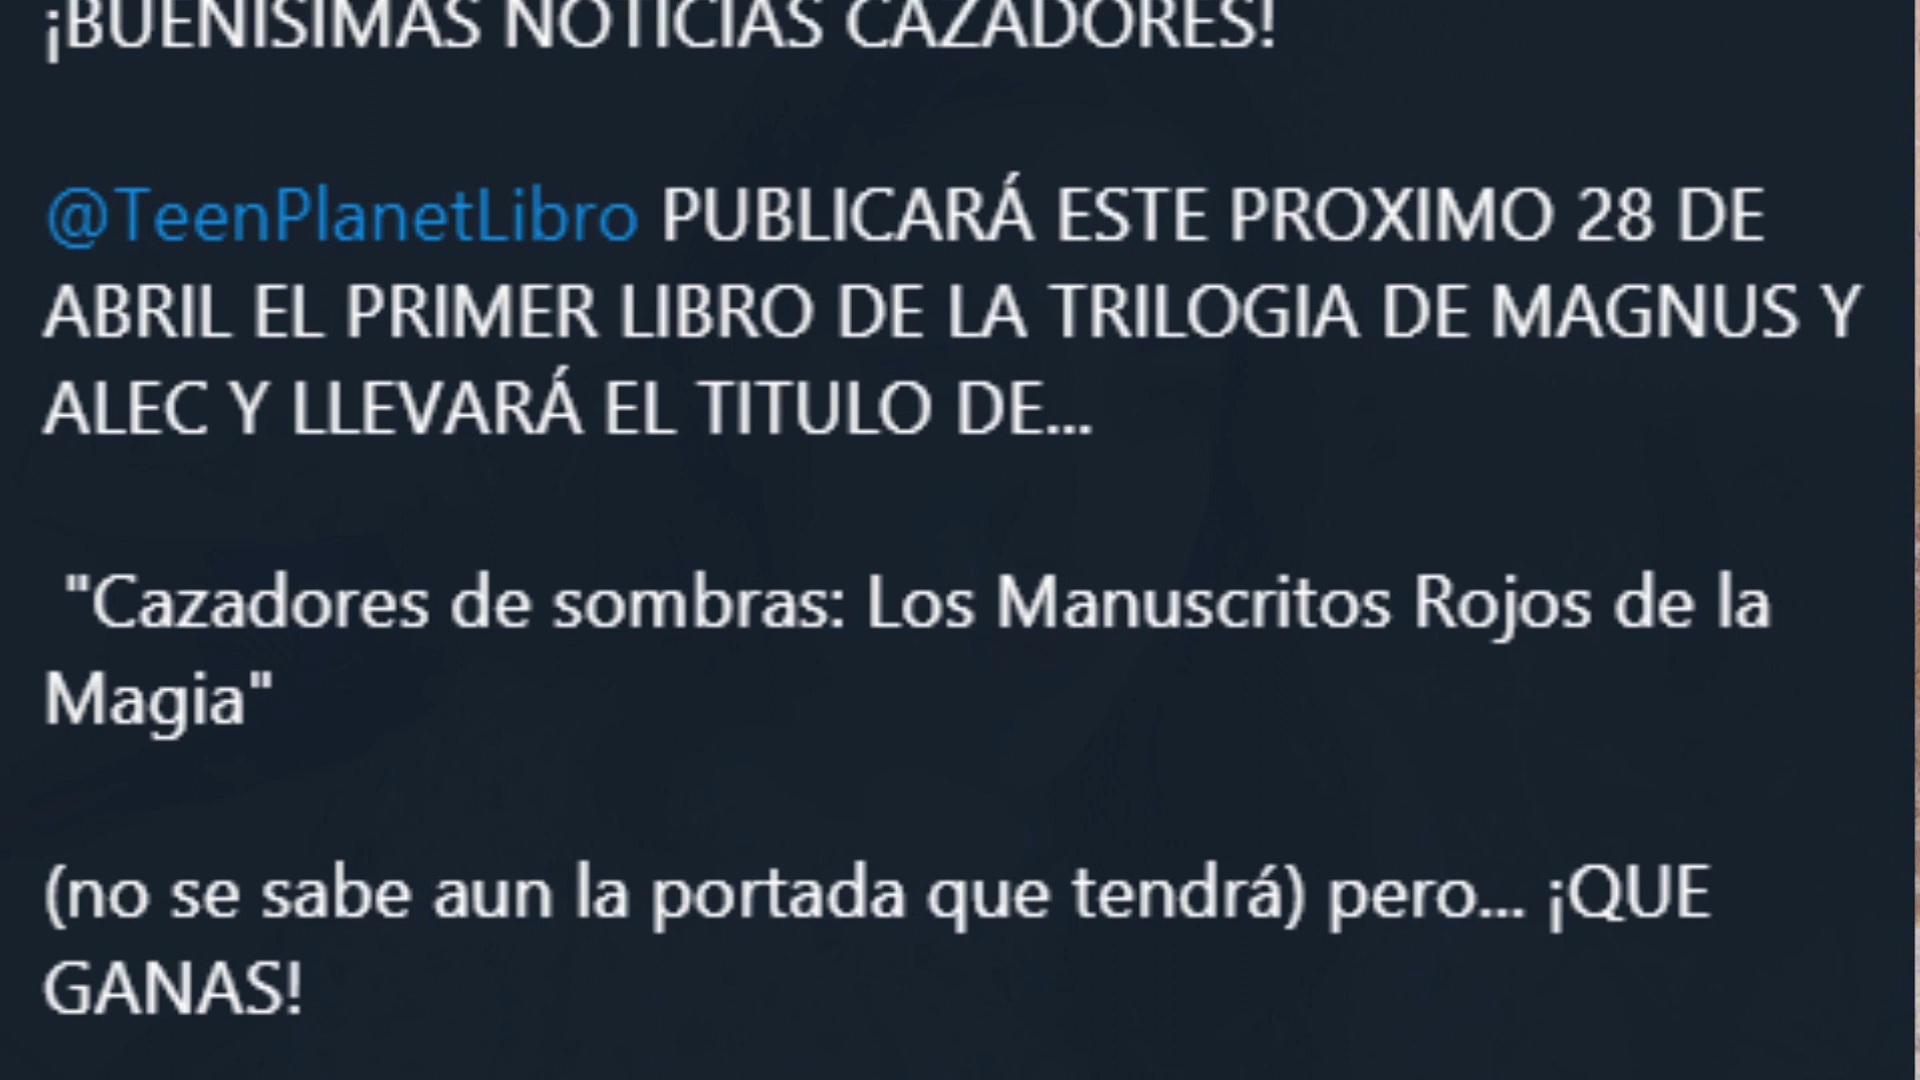 ¡BUENISIMAS NOTICIAS CAZADORES!
@TeenPlanetLibro PUBLICARÁ ESTE PROXIMO 28 DE
ABRIL EL PRIMER LIBRO DE LA TRILOGIA DE MAGNUS Y
ALEC Y LLEVARÁ EL TITULO DE...
"Cazadores de sombras: Los Manuscritos Rojos de la
Magia"
(no se sabe aun la portada que tendrá) pero... ¡QUE
GANAS!